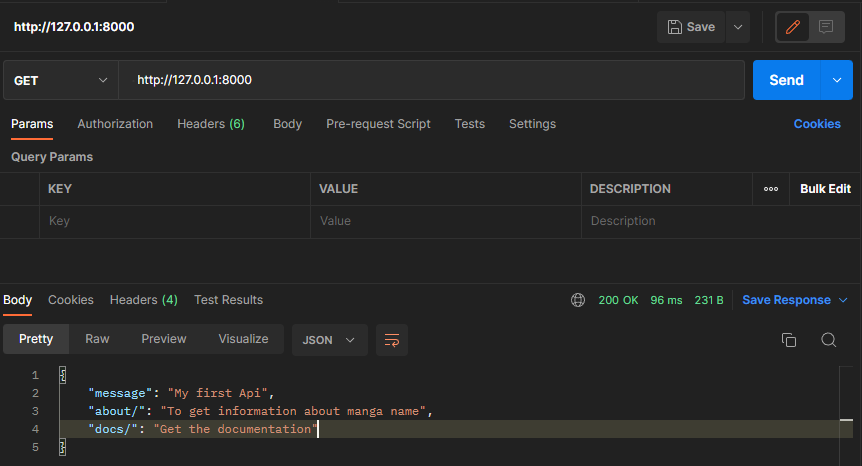 http://127.0.0.1:8000
Save
GET http://127.0.0.1:8000 Send
Params Authorization Headers (6) Body Pre-request Script Tests Settings Cookies
Query Params
KEY VALUE DESCRIPTION ooo Bulk Edit
Key Value Description
Body Cookies Headers (4) Test Results 200 OK 96 ms 231 B Save Response
Pretty Raw Preview Visualize JSON
1 {
2 "message": "My first Api",
3 "about/": "To get information about manga name",
4 "docs/": "Get the documentation"
5 }